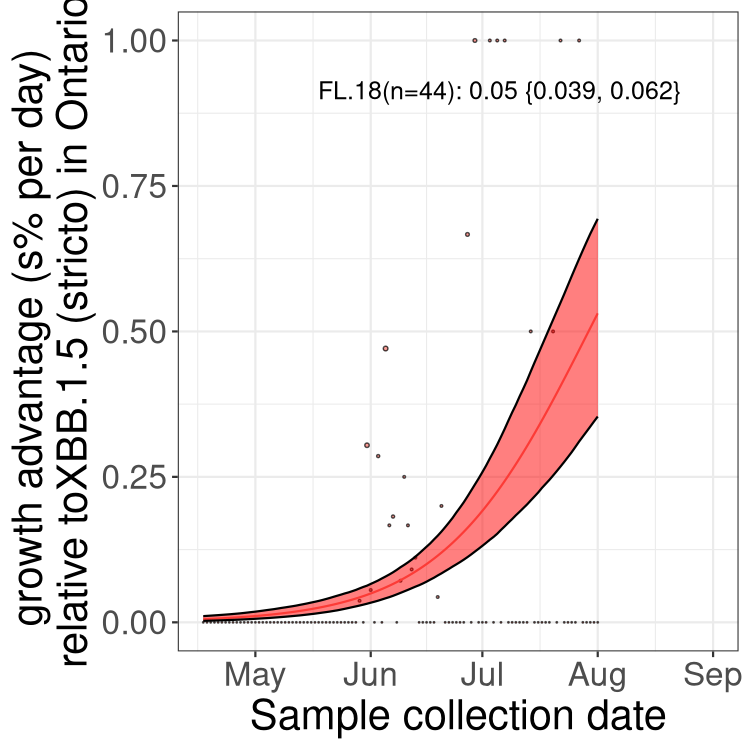 growth advantage (s% per day)
relative toXBB.1.5 (stricto) in Ontario
1.00
0.75
0.50
0.25
0.00
FL.18(n=44): 0.05 {0.039, 0.062}
May Jun Jul Aug Sep
Sample collection date